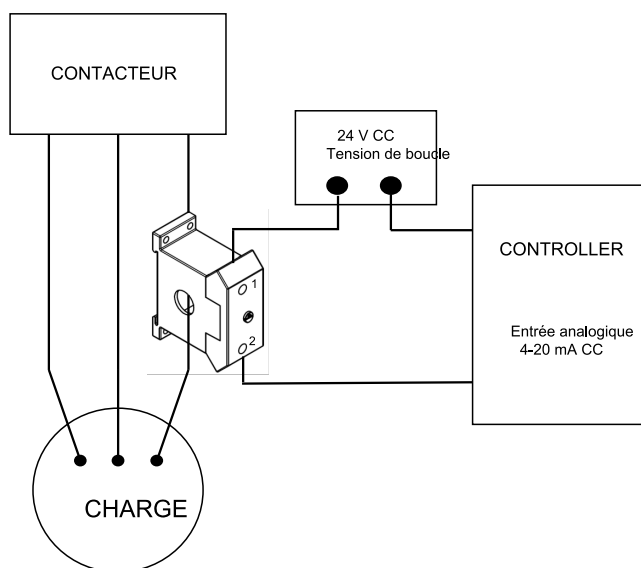 CONTACTEUR
24 V CC
Tension de boucle
CONTROLLER
1
2
Entrée analogique
4-20 mA CC
CHARGE